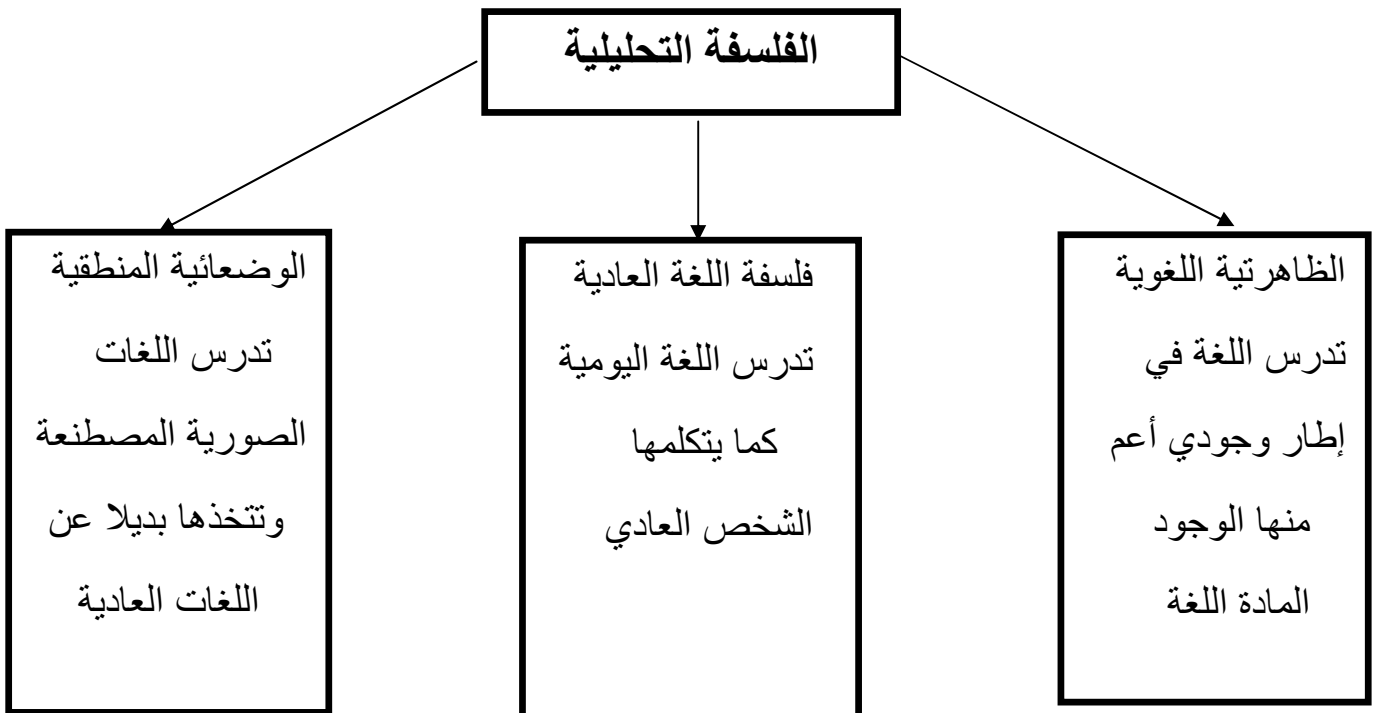 الفلسفة التحليلية
الظاهرتية اللغوية
تدرس اللغة في
إطار وجودي أعم
منها الوجود
المادة اللغة
فلسفة اللغة العادية
تدرس اللغة اليومية
كما يتكلمها
الشخص العادي
الوضعائية المنطقية
تدرس اللغات
الصورية المصطنعة
وتتخذها بديلا عن
اللغات العادية